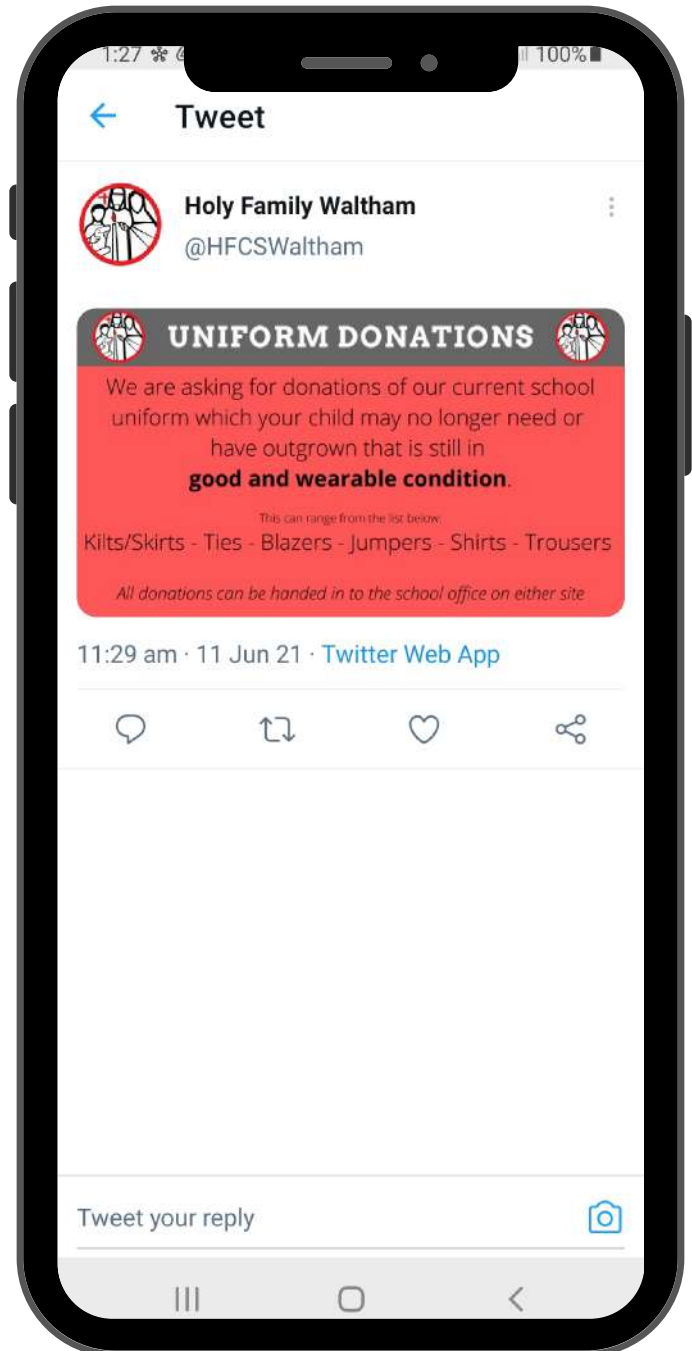 1:27
100%
Tweet
Holy Family Waltham
@HFCSWaltham
UNIFORM DONATIONS
We are asking for donations of our current school
uniform which your child may no longer need or
have outgrown that is still in
good and wearable condition.
This can range from the list below:
Kilts/Skirts - Ties - Blazers - Jumpers - Shirts - Trousers
All donations can be handed in to the school office on either site
11:29 am · 11 Jun 21 · Twitter Web App
Tweet your reply